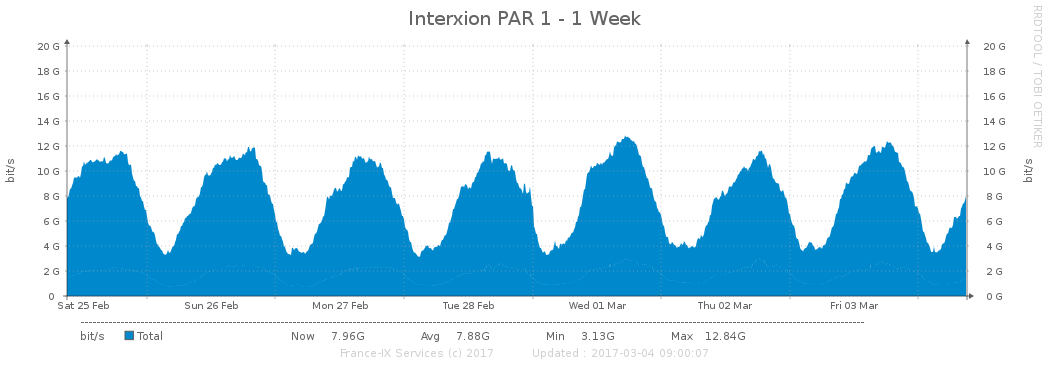 Interxion PAR 1 - 1 Week
RRDTOOL / TOBI OETIKER
bit/s
bit/s
20 G 20 G
18 G 18 G
16 G 16 G
14 G 14 G
12 G 12 G
10 G 10 G
8 G 8 G
6 G 6 G
4 G 4 G
2 G 2 G
0 0 G
Sat 25 Feb Sun 26 Feb Mon 27 Feb Tue 28 Feb Wed 01 Mar Thu 02 Mar Fri 03 Mar
bit/s Total Now 7.96G Avg 7.88G Min 3.13G Max 12.84G
France-IX Services (c) 2017 Updated : 2017-03-04 09:00:07